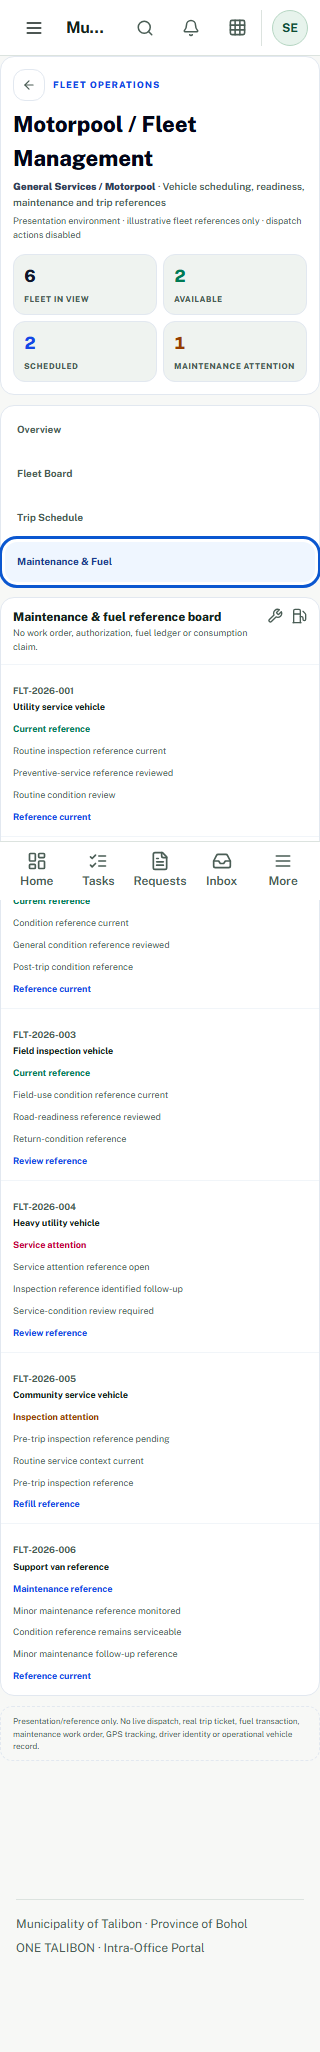 Mu...
SE
FLEET OPERATIONS
Motorpool / Fleet
Management
General Services / Motorpool · Vehicle scheduling, readiness,
maintenance and trip references
Presentation environment · illustrative fleet references only · dispatch
actions disabled
6
FLEET IN VIEW
2
AVAILABLE
2
SCHEDULED
1
MAINTENANCE ATTENTION
Overview
Fleet Board
Trip Schedule
Maintenance & Fuel
Maintenance & fuel reference board
No work order, authorization, fuel ledger or consumption
claim.
FLT-2026-001
Utility service vehicle
Current reference
Routine inspection reference current
Preventive-service reference reviewed
Routine condition review
Reference current
Home
Tasks
Requests
Inbox
More
Current reference
Condition reference current
General condition reference reviewed
Post-trip condition reference
Reference current
FLT-2026-003
Field inspection vehicle
Current reference
Field-use condition reference current
Road-readiness reference reviewed
Return-condition reference
Review reference
FLT-2026-004
Heavy utility vehicle
Service attention
Service attention reference open
Inspection reference identified follow-up
Service-condition review required
Review reference
FLT-2026-005
Community service vehicle
Inspection attention
Pre-trip inspection reference pending
Routine service context current
Pre-trip inspection reference
Refill reference
FLT-2026-006
Support van reference
Maintenance reference
Minor maintenance reference monitored
Condition reference remains serviceable
Minor maintenance follow-up reference
Reference current
Presentation/reference only. No live dispatch, real trip ticket, fuel transaction,
maintenance work order, GPS tracking, driver identity or operational vehicle
record.
Municipality of Talibon · Province of Bohol
ONE TALIBON · Intra-Office Portal